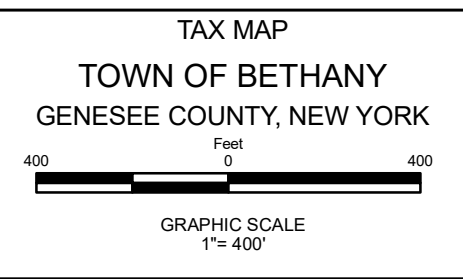 TAX MAP
TOWN OF BETHANY
GENESEE COUNTY, NEW YORK
Feet
400 0 400
GRAPHIC SCALE
1"= 400'